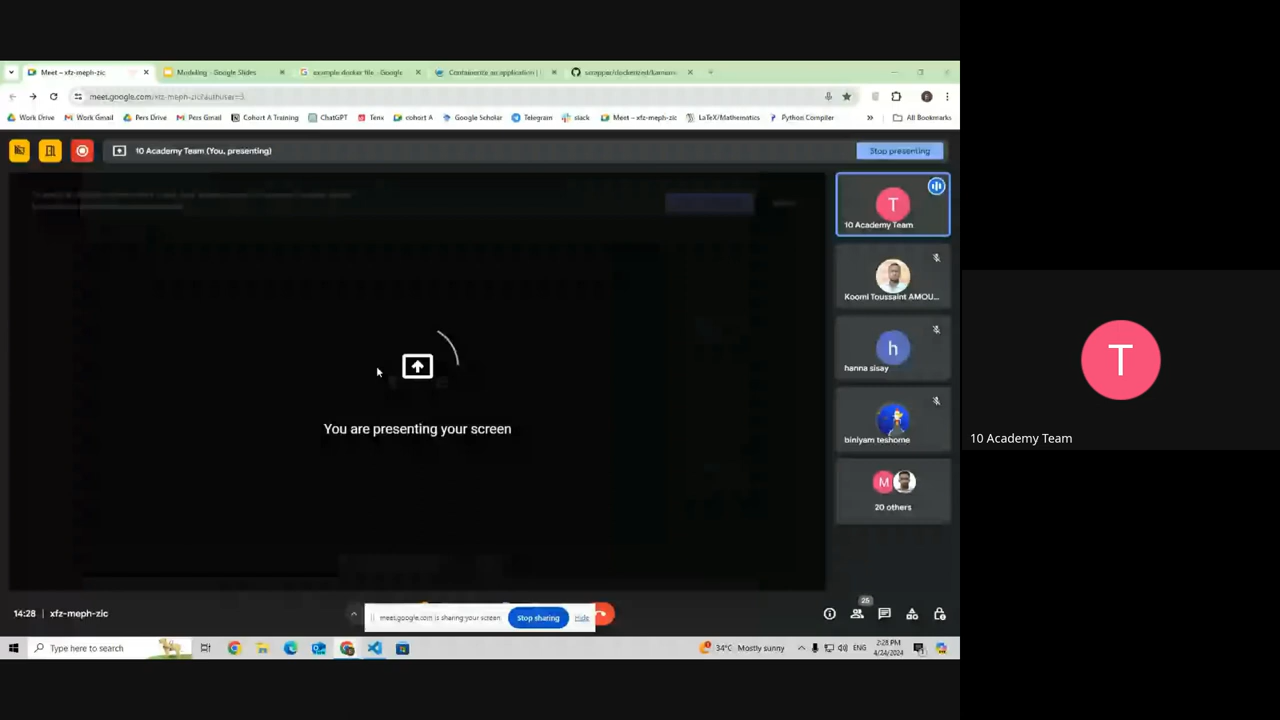 Meet – xfz-meph-zic
Modeling - Google Slides
example docker file - Google
Containerize an application |
meet.google.com/xfz-meph-zic?authuser=3
Work Drive
Work Gmail
Pers Drive
Pers Gmail
Cohort A Training
ChatGPT
Tenx
cohort A
Google Scholar
Telegram
slack
Meet – xfz-meph-zic
LaTeX/Mathematics
Python Compiler
»
All Bookmarks
10 Academy Team (You, presenting)
Stop presenting
T
10 Academy Team
Koomi Toussaint AMOU...
h
hanna sisay
biniyam teshome
M
20 others
You are presenting your screen
T
10 Academy Team
14:28 | xfz-meph-zic
meet.google.com is sharing your screen.
Stop sharing
Hide
25
Type here to search
34°C Mostly sunny
ENG
2:28 PM
4/24/2024